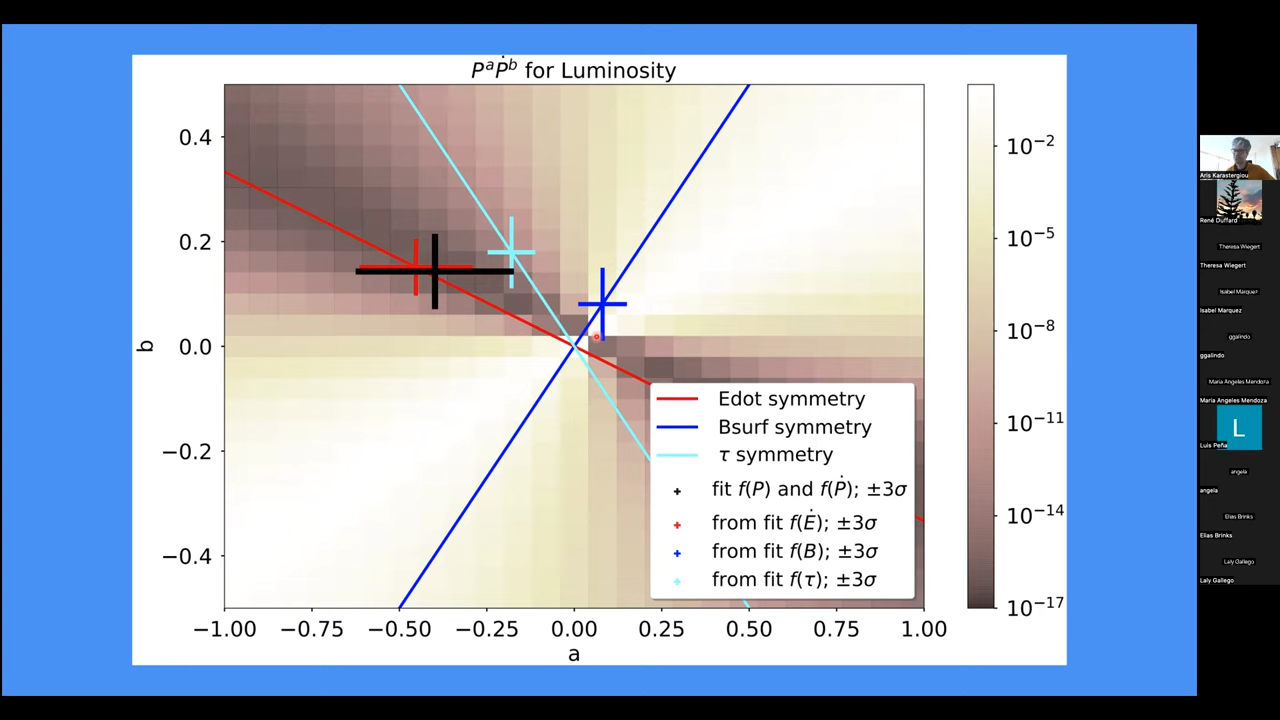 PᵃṖᵇ for Luminosity
0.4
0.2
0.0
−0.2
−0.4
b
−1.00 −0.75 −0.50 −0.25 0.00 0.25 0.50 0.75 1.00
a
Edot symmetry
Bsurf symmetry
τ symmetry
fit f(P) and f(Ṗ); ±3σ
from fit f(Ė); ±3σ
from fit f(B); ±3σ
from fit f(τ); ±3σ
10⁻²
10⁻⁵
10⁻⁸
10⁻¹¹
10⁻¹⁴
10⁻¹⁷
Aris Karastergiou
René Duffard
Theresa Wiegert
Theresa Wiegert
Isabel Marquez
Isabel Marquez
ggalindo
ggalindo
Maria Angeles Mendoza
Maria Angeles Mendoza
L
Luis Peña
angela
angela
Elias Brinks
Elias Brinks
Laly Gallego
Laly Gallego